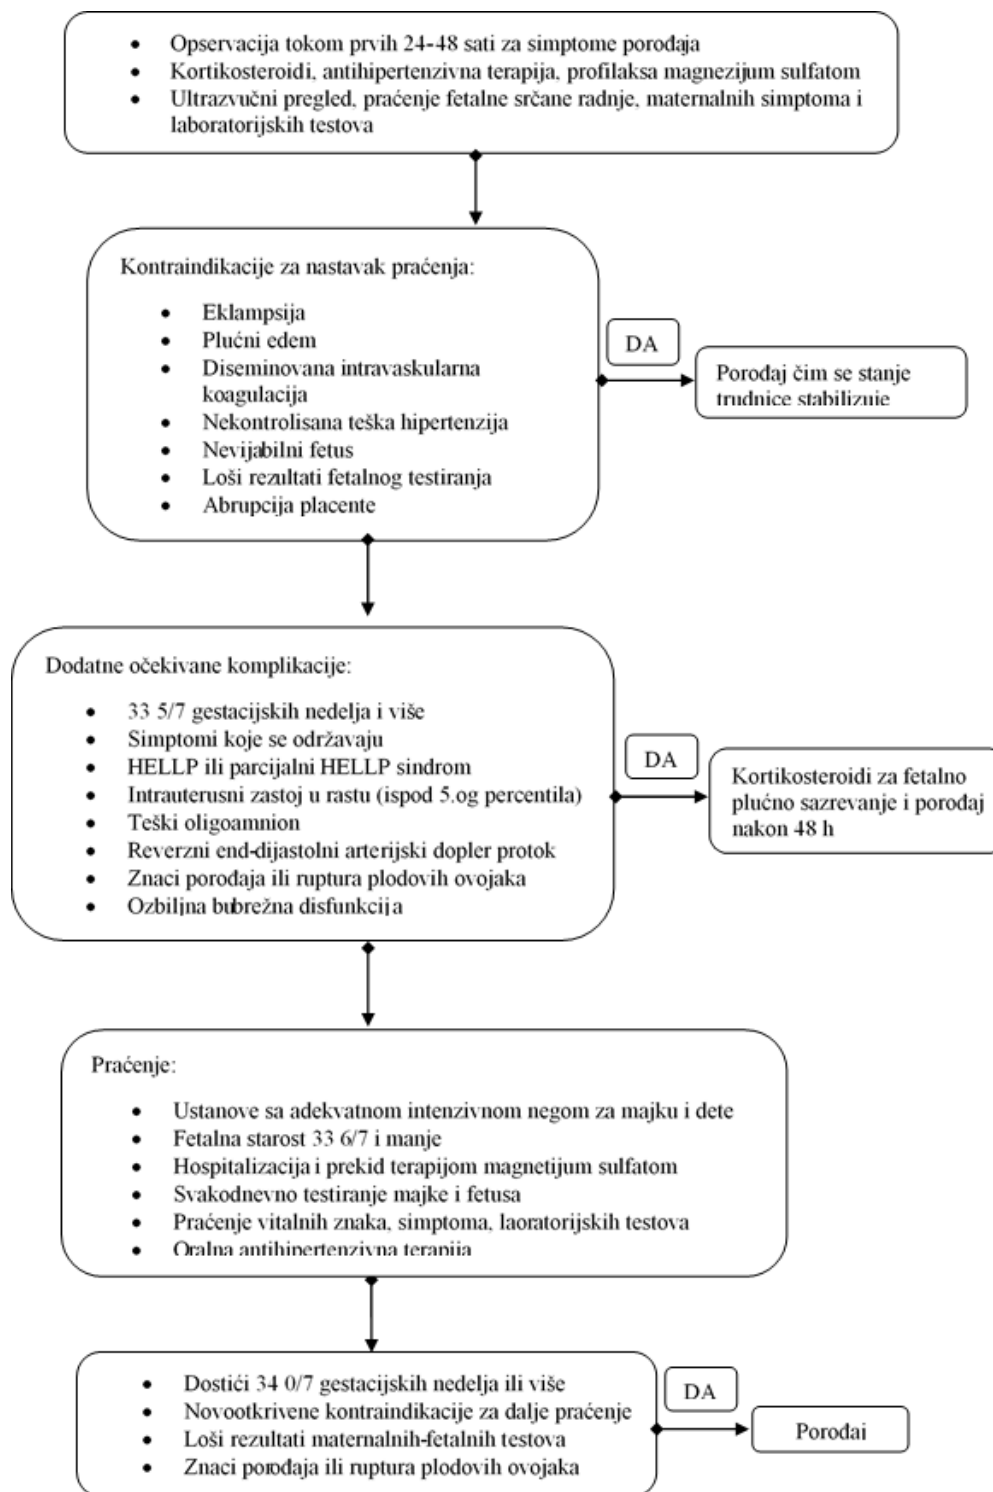 • Opservacija tokom prvih 24-48 sati za simptome porođaja
• Kortikosteroidi, antihipertenzivna terapija, profilaksa magnezijum sulfatom
• Ultrazvučni pregled, praćenje fetalne srčane radnje, maternalnih simptoma i
laboratorijskih testova
Kontraindikacije za nastavak praćenja:
• Eklampsija
• Plućni edem
• Diseminovana intravaskularna
koagulacija
• Nekontrolisana teška hipertenzija
• Nevijabilni fetus
• Loši rezultati fetalnog testiranja
• Abrupcija placente
DA
Porođaj čim se stanje
trudnice stabilizuje
Dodatne očekivane komplikacije:
• 33 5/7 gestacijskih nedelja i više
• Simptomi koje se održavaju
• HELLP ili parcijalni HELLP sindrom
• Intrauterusni zastoj u rastu (ispod 5.og percentila)
• Teški oligoamnion
• Reverzni end-dijastolni arterijski dopler protok
• Znaci porođaja ili ruptura plodovih ovojaka
• Ozbiljna bubrežna disfunkcija
DA
Kortikosteroidi za fetalno
plućno sazrevanje i porođaj
nakon 48 h
Praćenje:
• Ustanove sa adekvatnom intenzivnom negom za majku i dete
• Fetalna starost 33 6/7 i manje
• Hospitalizacija i prekid terapijom magnetijum sulfatom
• Svakodnevno testiranje majke i fetusa
• Praćenje vitalnih znaka, simptoma, laoratorijskih testova
• Oralna antihipertenzivna terapija
• Dostići 34 0/7 gestacijskih nedelja ili više
• Novootkrivene kontraindikacije za dalje praćenje
• Loši rezultati maternalnih-fetalnih testova
• Znaci porođaja ili ruptura plodovih ovojaka
DA
Porođaj